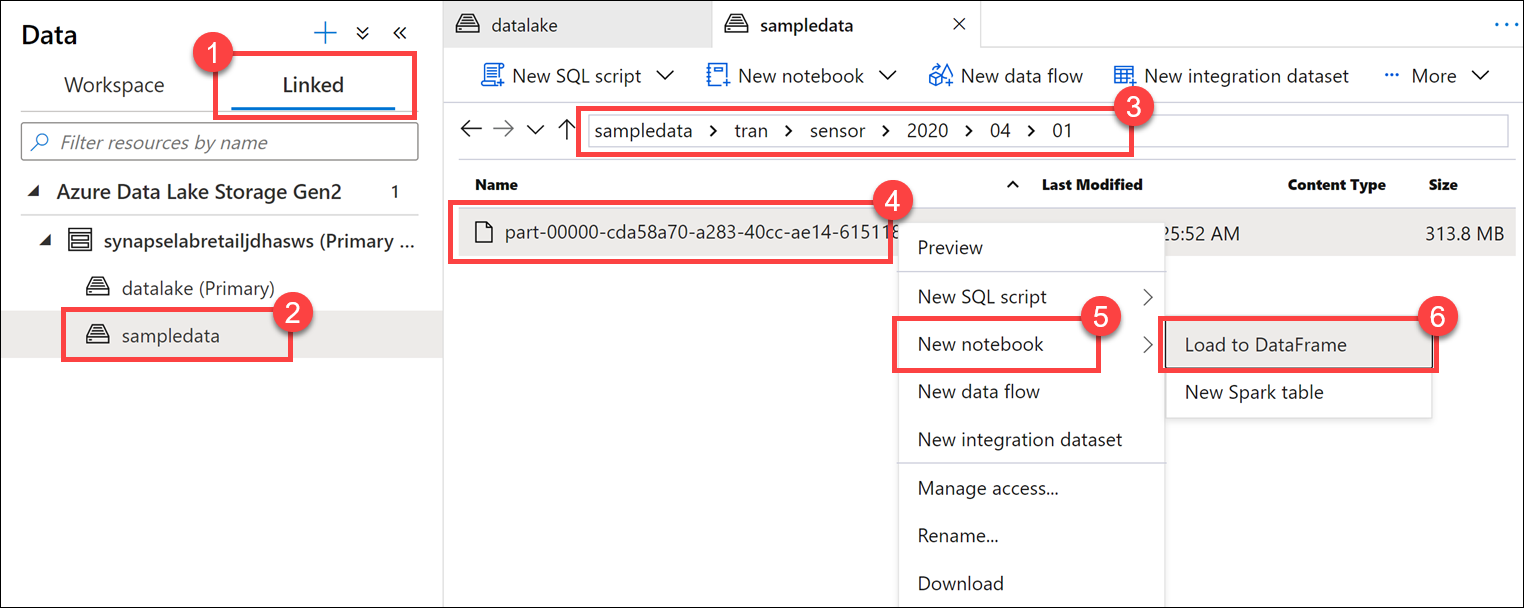 Data
1
Workspace
Linked
Filter resources by name
Azure Data Lake Storage Gen2 1
synapselabretailjdhasws (Primary ...
datalake (Primary)
2
sampledata
datalake
sampledata
New SQL script
New notebook
New data flow
New integration dataset
... More
3
sampledata > tran > sensor > 2020 > 04 > 01
Name
Last Modified
Content Type
Size
4
part-00000-cda58a70-a283-40cc-ae14-615118
25:52 AM
313.8 MB
Preview
New SQL script
5
New notebook
New data flow
New integration dataset
Manage access...
Rename...
Download
6
Load to DataFrame
New Spark table